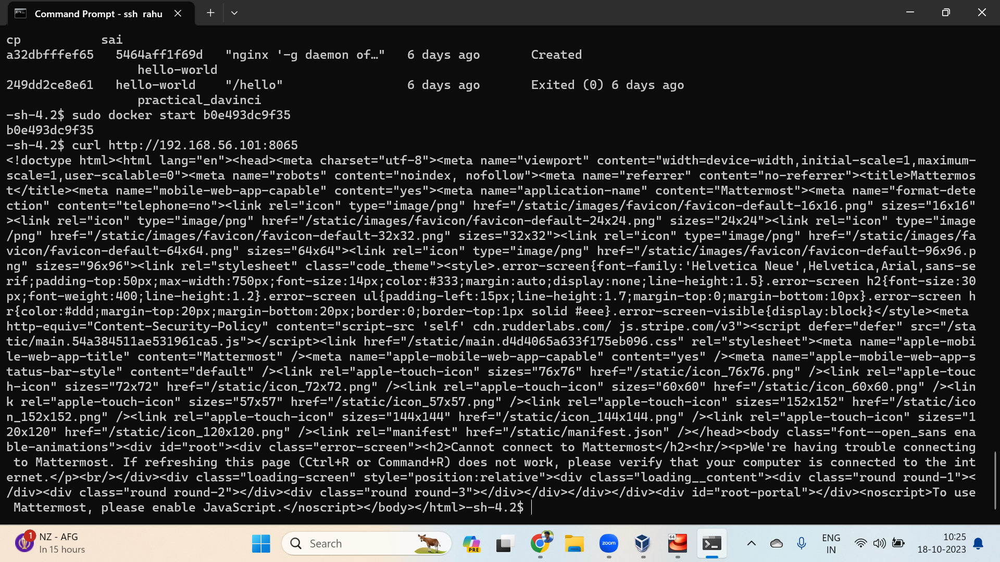 Command Prompt - ssh  rahu
cp           sai
a32dbfffef65   5464aff1f69d   "nginx '-g daemon of…"   6 days ago       Created
hello-world
249dd2ce8e61   hello-world    "/hello"                 6 days ago       Exited (0) 6 days ago
practical_davinci
-sh-4.2$ sudo docker start b0e493dc9f35
b0e493dc9f35
-sh-4.2$ curl http://192.168.56.101:8065
<!doctype html><html lang="en"><head><meta charset="utf-8"><meta name="viewport" content="width=device-width,initial-scale=1,maximum-
scale=1,user-scalable=0"><meta name="robots" content="noindex, nofollow"><meta name="referrer" content="no-referrer"><title>Mattermos
t</title><meta name="mobile-web-app-capable" content="yes"><meta name="application-name" content="Mattermost"><meta name="format-dete
ction" content="telephone=no"><link rel="icon" type="image/png" href="/static/images/favicon/favicon-default-16x16.png" sizes="16x16"
><link rel="icon" type="image/png" href="/static/images/favicon/favicon-default-24x24.png" sizes="24x24"><link rel="icon" type="image
/png" href="/static/images/favicon/favicon-default-32x32.png" sizes="32x32"><link rel="icon" type="image/png" href="/static/images/fa
vicon/favicon-default-64x64.png" sizes="64x64"><link rel="icon" type="image/png" href="/static/images/favicon/favicon-default-96x96.p
ng" sizes="96x96"><link rel="stylesheet" class="code_theme"><style>.error-screen{font-family:'Helvetica Neue',Helvetica,Arial,sans-se
rif;padding-top:50px;max-width:750px;font-size:14px;color:#333;margin:auto;display:none;line-height:1.5}.error-screen h2{font-size:30
px;font-weight:400;line-height:1.2}.error-screen ul{padding-left:15px;line-height:1.7;margin-top:0;margin-bottom:10px}.error-screen h
r{color:#ddd;margin-top:20px;margin-bottom:20px;border:0;border-top:1px solid #eee}.error-screen-visible{display:block}</style><meta
http-equiv="Content-Security-Policy" content="script-src 'self' cdn.rudderlabs.com/ js.stripe.com/v3"><script defer="defer" src="/sta
tic/main.54a384511ae531961ca5.js"></script><link href="/static/main.d4d4065a633f175eb096.css" rel="stylesheet"><meta name="apple-mobi
le-web-app-title" content="Mattermost" /><meta name="apple-mobile-web-app-capable" content="yes" /><meta name="apple-mobile-web-app-s
tatus-bar-style" content="default" /><link rel="apple-touch-icon" sizes="76x76" href="/static/icon_76x76.png" /><link rel="apple-touc
h-icon" sizes="72x72" href="/static/icon_72x72.png" /><link rel="apple-touch-icon" sizes="60x60" href="/static/icon_60x60.png" /><lin
k rel="apple-touch-icon" sizes="57x57" href="/static/icon_57x57.png" /><link rel="apple-touch-icon" sizes="152x152" href="/static/ico
n_152x152.png" /><link rel="apple-touch-icon" sizes="144x144" href="/static/icon_144x144.png" /><link rel="apple-touch-icon" sizes="1
20x120" href="/static/icon_120x120.png" /><link rel="manifest" href="/static/manifest.json" /></head><body class="font--open_sans ena
ble-animations"><div id="root"><div class="error-screen"><h2>Cannot connect to Mattermost</h2><hr/><p>We're having trouble connecting
 to Mattermost. If refreshing this page (Ctrl+R or Command+R) does not work, please verify that your computer is connected to the int
ernet.</p><br/></div><div class="loading-screen" style="position:relative"><div class="loading__content"><div class="round round-1"><
/div><div class="round round-2"></div><div class="round round-3"></div></div></div></div><div id="root-portal"></div><noscript>To use
 Mattermost, please enable JavaScript.</noscript></body></html>-sh-4.2$
1
NZ - AFG
In 15 hours
Search
PRE
zoom
64
ENG
IN
10:25
18-10-2023